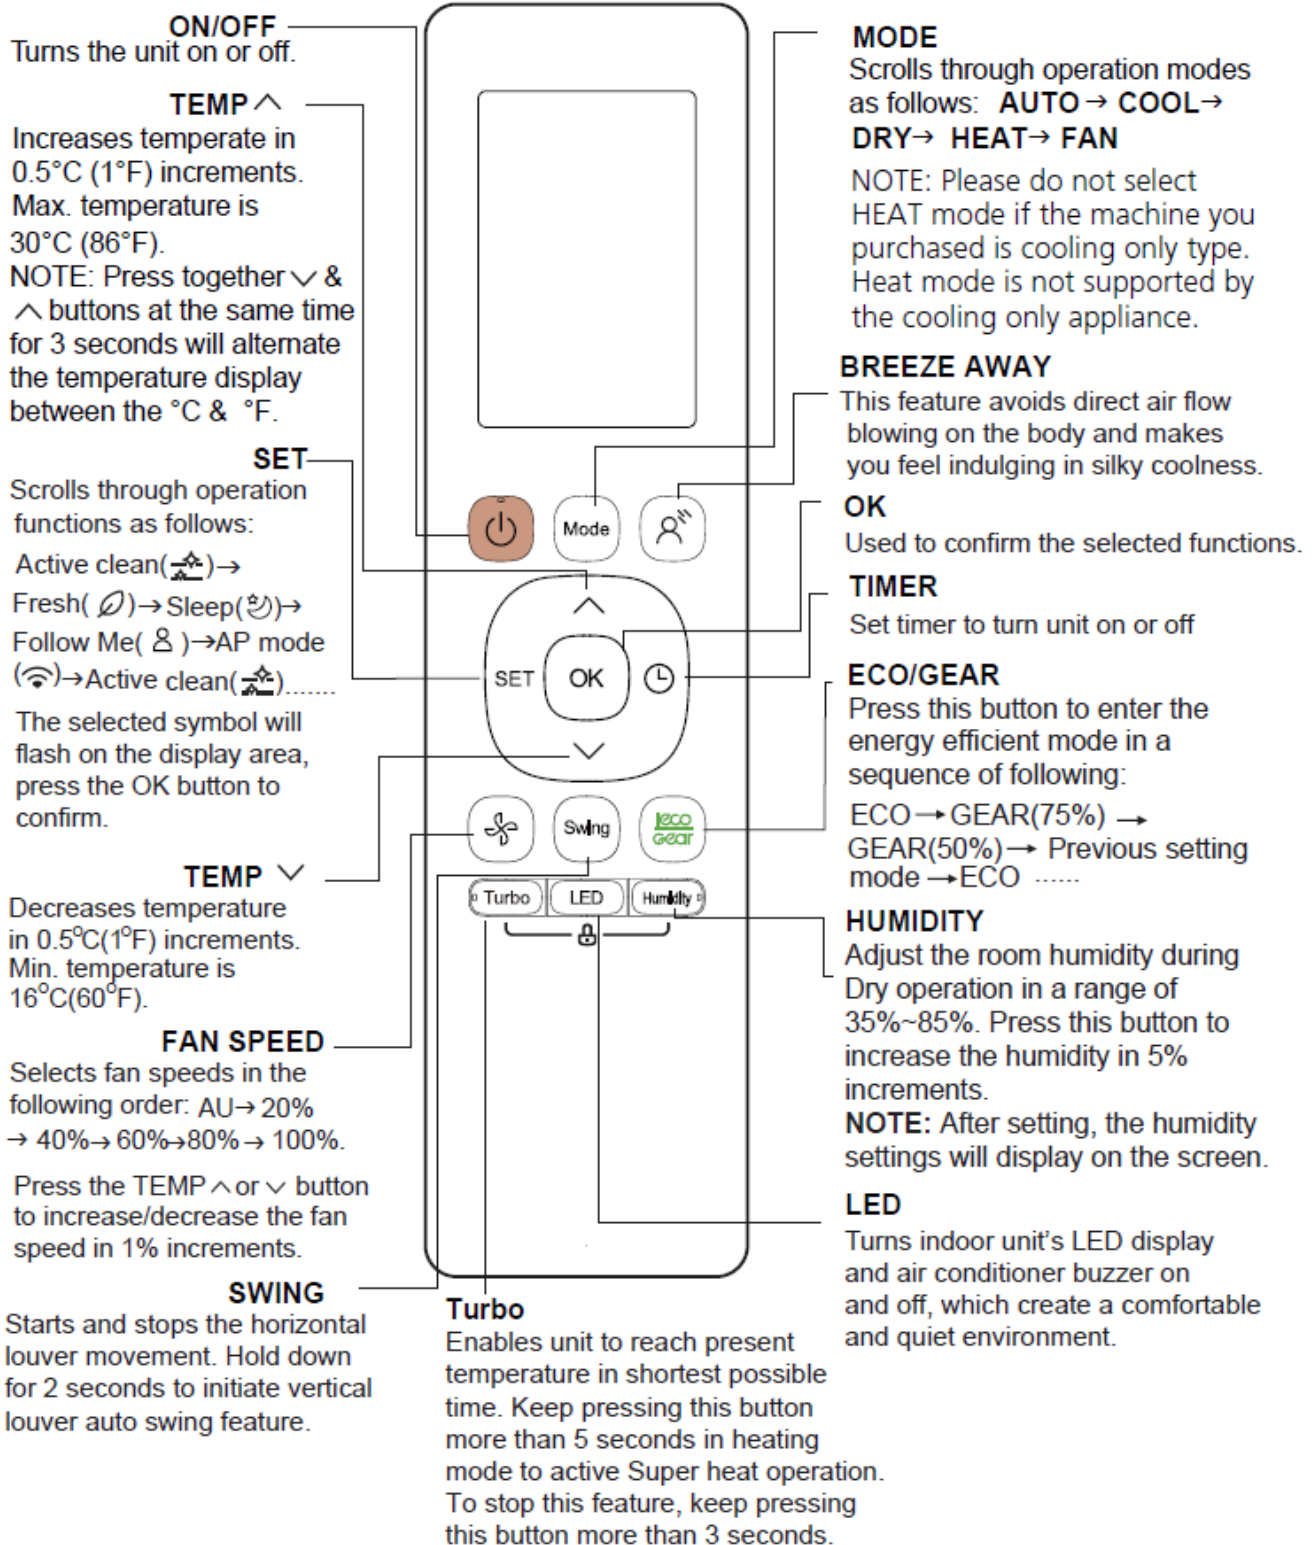 ON/OFF
Turns the unit on or off.
TEMP ∧
Increases temperate in
0.5°C (1°F) increments.
Max. temperature is
30°C (86°F).
NOTE: Press together ∨ &
∧ buttons at the same time
for 3 seconds will alternate
the temperature display
between the °C & °F.
SET
Scrolls through operation
functions as follows:
Active clean( )→
Fresh( )→ Sleep( )→
Follow Me( )→AP mode
( )→Active clean( ).......
The selected symbol will
flash on the display area,
press the OK button to
confirm.
TEMP ∨
Decreases temperature
in 0.5°C(1°F) increments.
Min. temperature is
16°C(60°F).
FAN SPEED
Selects fan speeds in the
following order: AU→ 20%
→ 40%→ 60%→80% → 100%.
Press the TEMP ∧ or ∨ button
to increase/decrease the fan
speed in 1% increments.
SWING
Starts and stops the horizontal
louver movement. Hold down
for 2 seconds to initiate vertical
louver auto swing feature.
Mode
SET
OK
Swing
eco
Gear
Turbo
LED
Humidity
Turbo
Enables unit to reach present
temperature in shortest possible
time. Keep pressing this button
more than 5 seconds in heating
mode to active Super heat operation.
To stop this feature, keep pressing
this button more than 3 seconds.
MODE
Scrolls through operation modes
as follows: AUTO → COOL→
DRY→ HEAT→ FAN
NOTE: Please do not select
HEAT mode if the machine you
purchased is cooling only type.
Heat mode is not supported by
the cooling only appliance.
BREEZE AWAY
This feature avoids direct air flow
blowing on the body and makes
you feel indulging in silky coolness.
OK
Used to confirm the selected functions.
TIMER
Set timer to turn unit on or off
ECO/GEAR
Press this button to enter the
energy efficient mode in a
sequence of following:
ECO→GEAR(75%) →
GEAR(50%)→ Previous setting
mode →ECO ......
HUMIDITY
Adjust the room humidity during
Dry operation in a range of
35%~85%. Press this button to
increase the humidity in 5%
increments.
NOTE: After setting, the humidity
settings will display on the screen.
LED
Turns indoor unit's LED display
and air conditioner buzzer on
and off, which create a comfortable
and quiet environment.